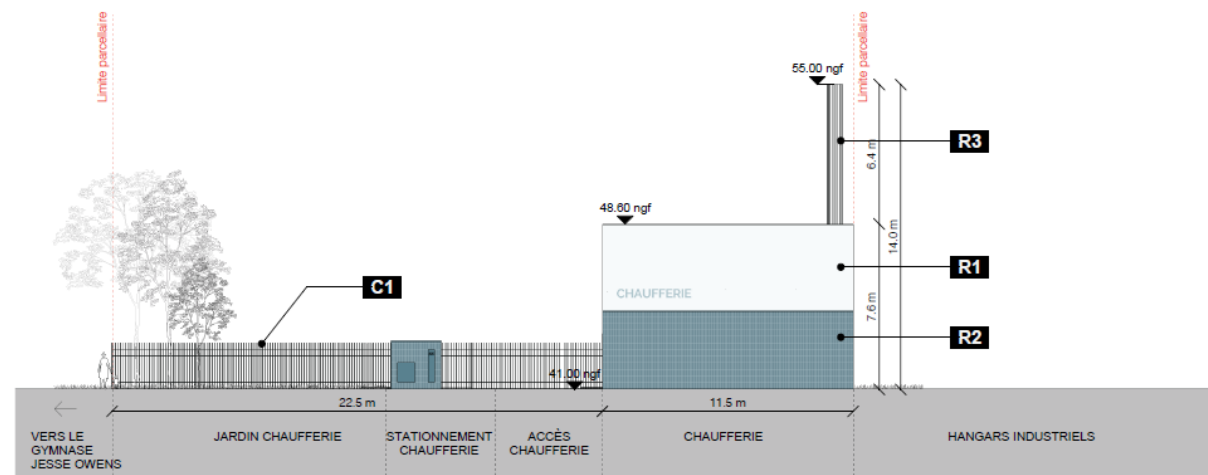 Limite parcellaire
Limite parcellaire
55.00 ngf
R3
6.4 m
48.60 ngf
14.0 m
C1
R1
CHAUFFERIE
7.6 m
R2
41.00 ngf
22.5 m
11.5 m
VERS LE
GYMNASE
JESSE OWENS
JARDIN CHAUFFERIE
STATIONNEMENT
CHAUFFERIE
ACCÈS
CHAUFFERIE
CHAUFFERIE
HANGARS INDUSTRIELS